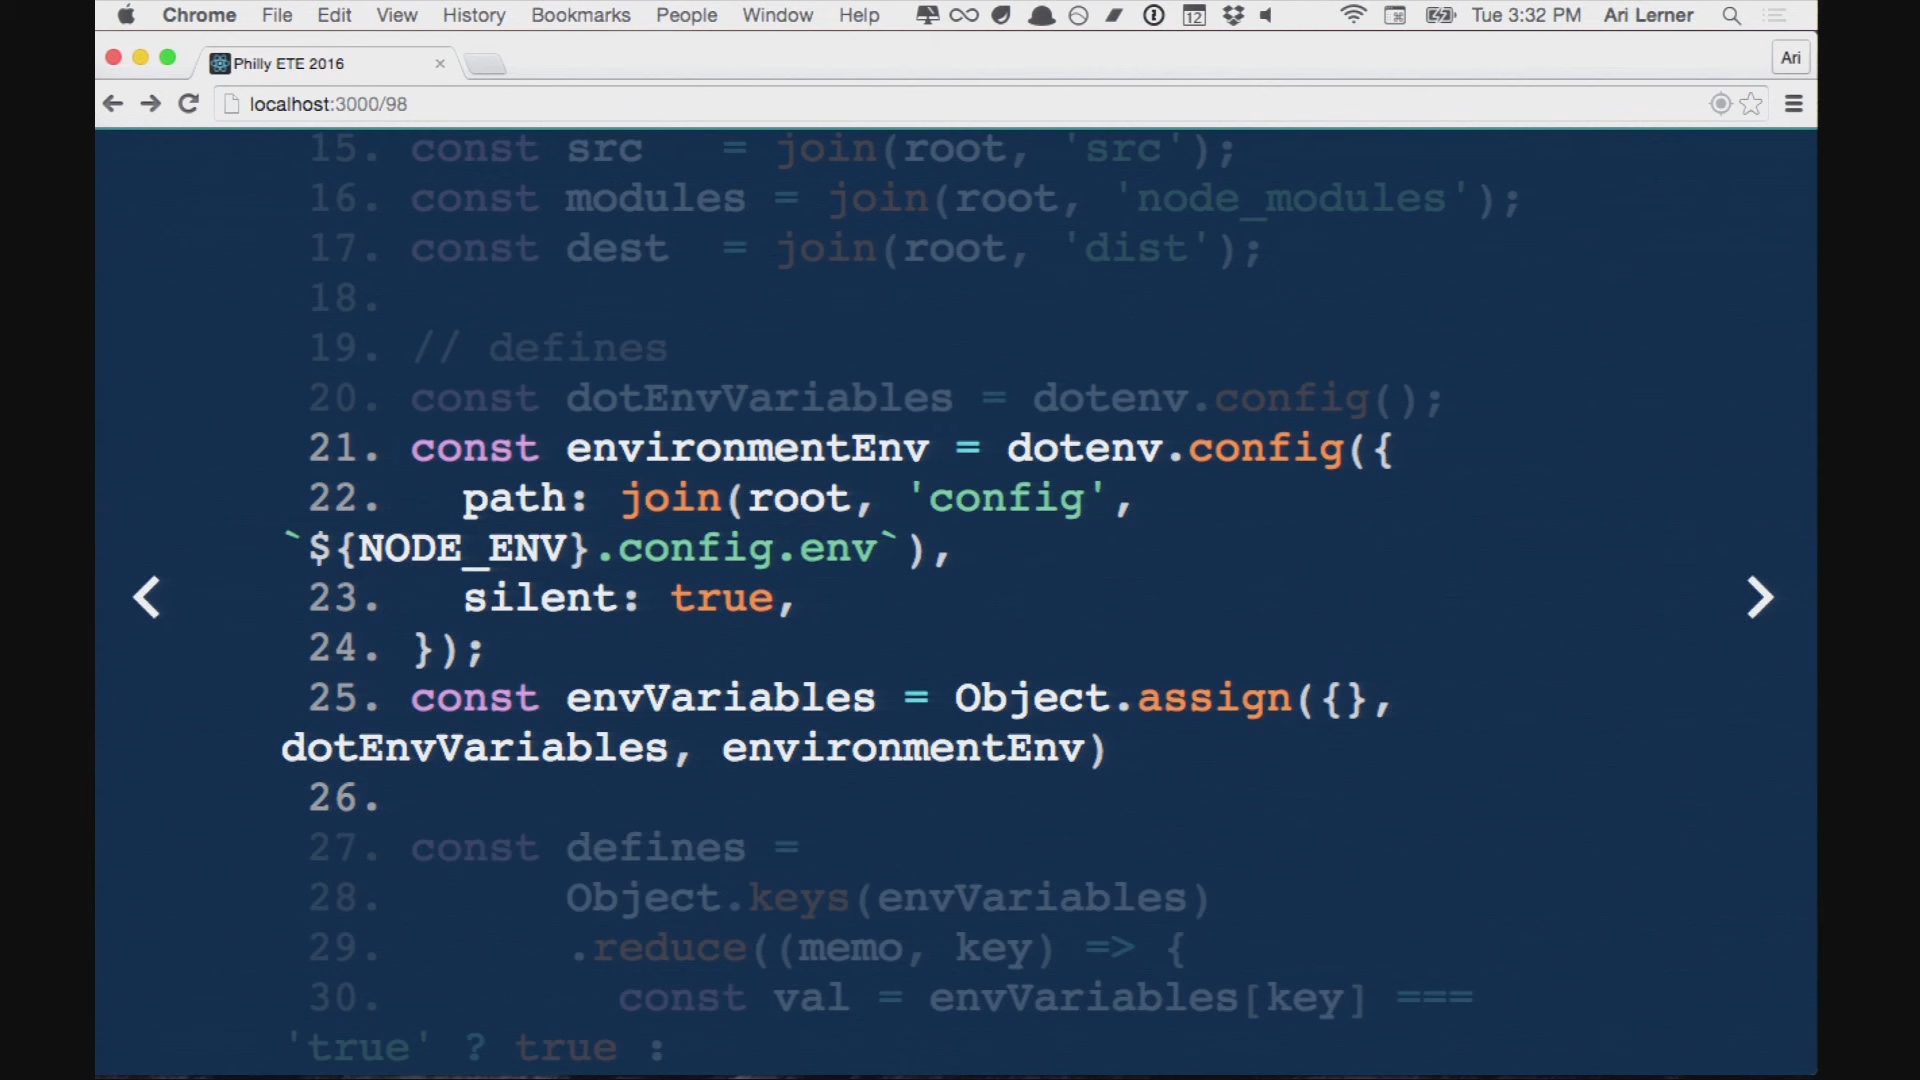 Chrome File Edit View History Bookmarks People Window Help 12 Tue 3:32 PM Ari Lerner
Philly ETE 2016 Ari
localhost:3000/98
15. const src   = join(root, 'src');
16. const modules = join(root, 'node_modules');
17. const dest  = join(root, 'dist');
18.
19. // defines
20. const dotEnvVariables = dotenv.config();
21. const environmentEnv = dotenv.config({
22.   path: join(root, 'config',
`${NODE_ENV}.config.env`),
23.   silent: true,
24. });
25. const envVariables = Object.assign({},
dotEnvVariables, environmentEnv)
26.
27. const defines =
28.       Object.keys(envVariables)
29.       .reduce((memo, key) => {
30.         const val = envVariables[key] ===
'true' ? true :